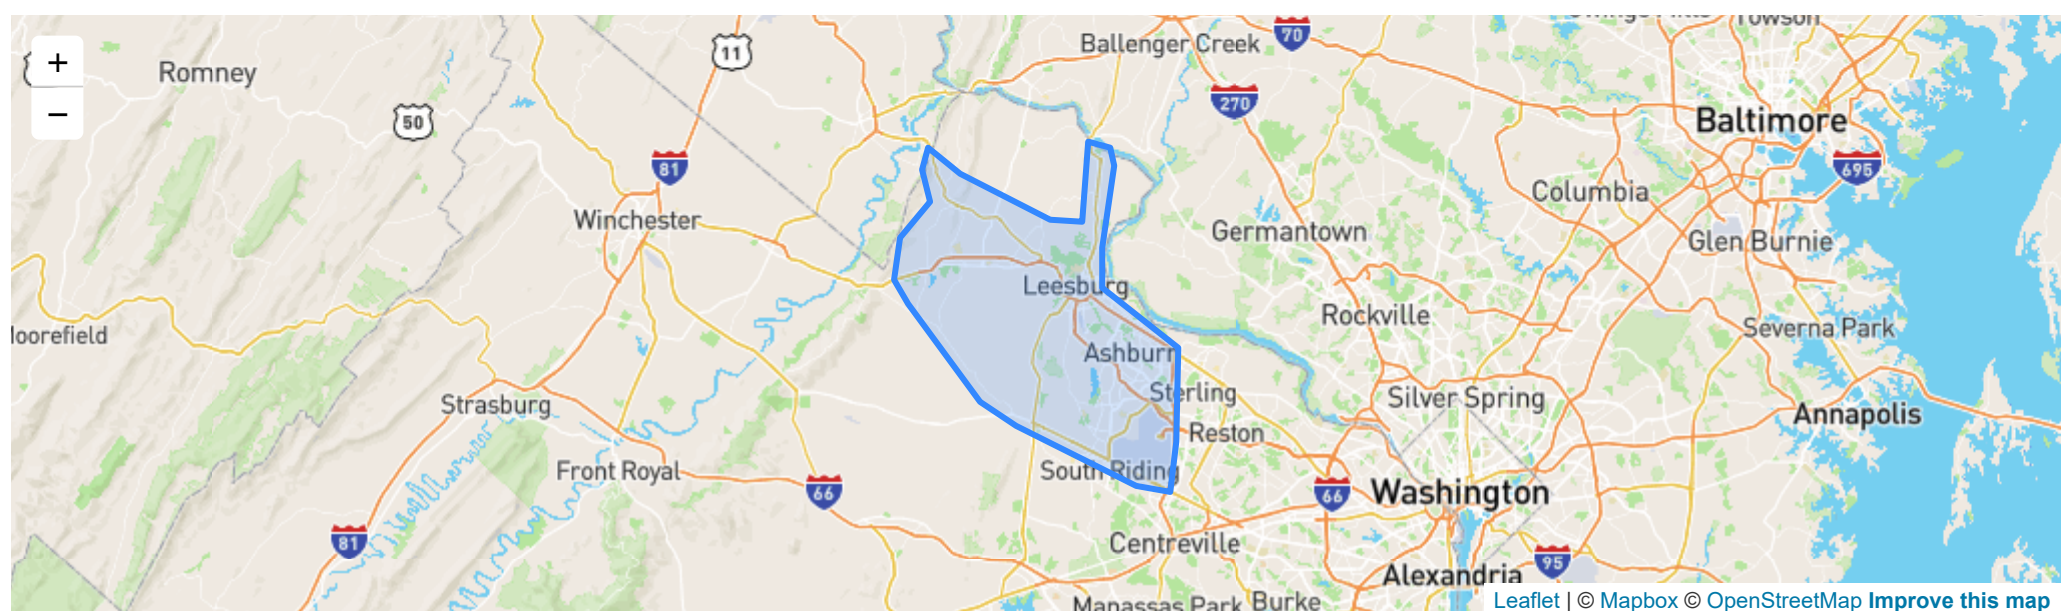 Towson
70
Ballenger Creek
11
+
Romney
270
50
−
Baltimore
81
695
Columbia
Winchester
Germantown
Glen Burnie
Leesburg
Rockville
Severna Park
Ashburn
Sterling
Silver Spring
Strasburg
Annapolis
Reston
South Riding
Front Royal
66
66
Washington
81
Centreville
95
Alexandria
Manassas Park
Burke
Leaflet | © Mapbox © OpenStreetMap Improve this map